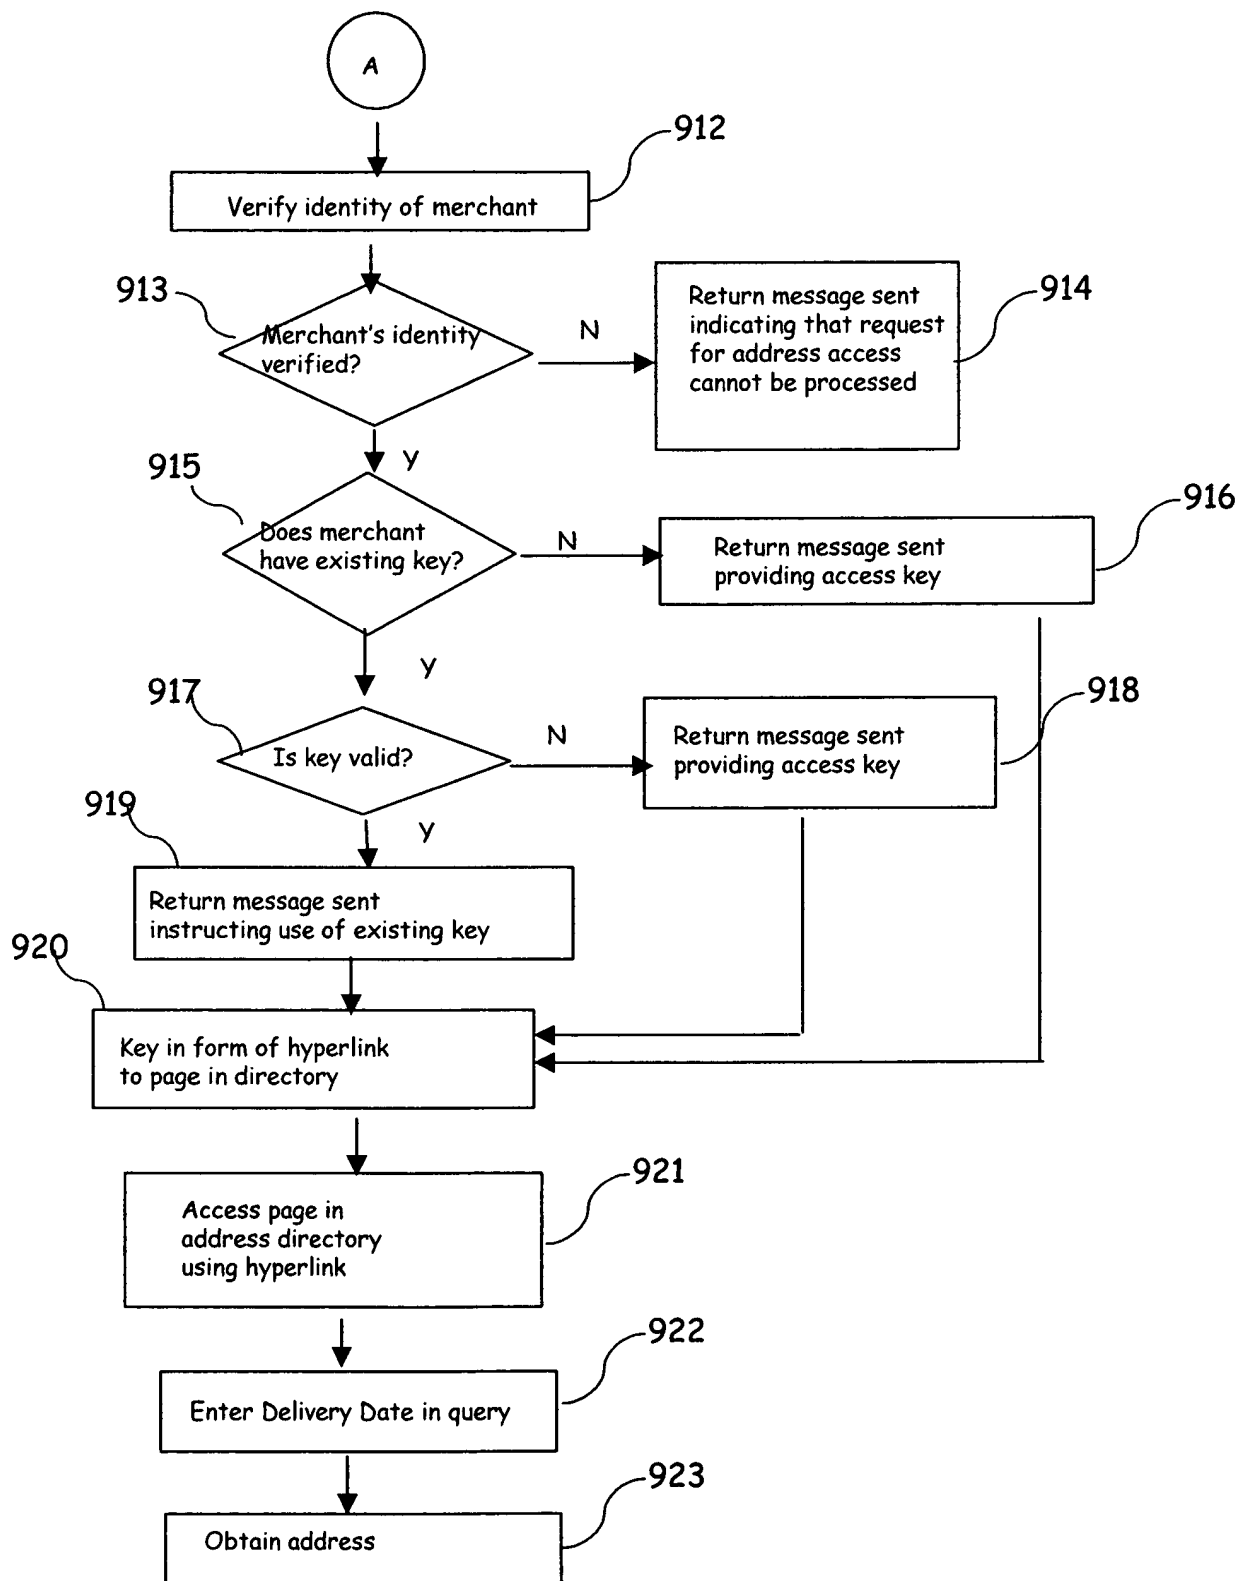 A
912
Verify identity of merchant
913
Merchant's identity
verified?
N
Return message sent
indicating that request
for address access
cannot be processed
914
Y
915
Does merchant
have existing key?
N
Return message sent
providing access key
916
Y
917
Is key valid?
N
Return message sent
providing access key
918
Y
919
Return message sent
instructing use of existing key
920
Key in form of hyperlink
to page in directory
921
Access page in
address directory
using hyperlink
922
Enter Delivery Date in query
923
Obtain address